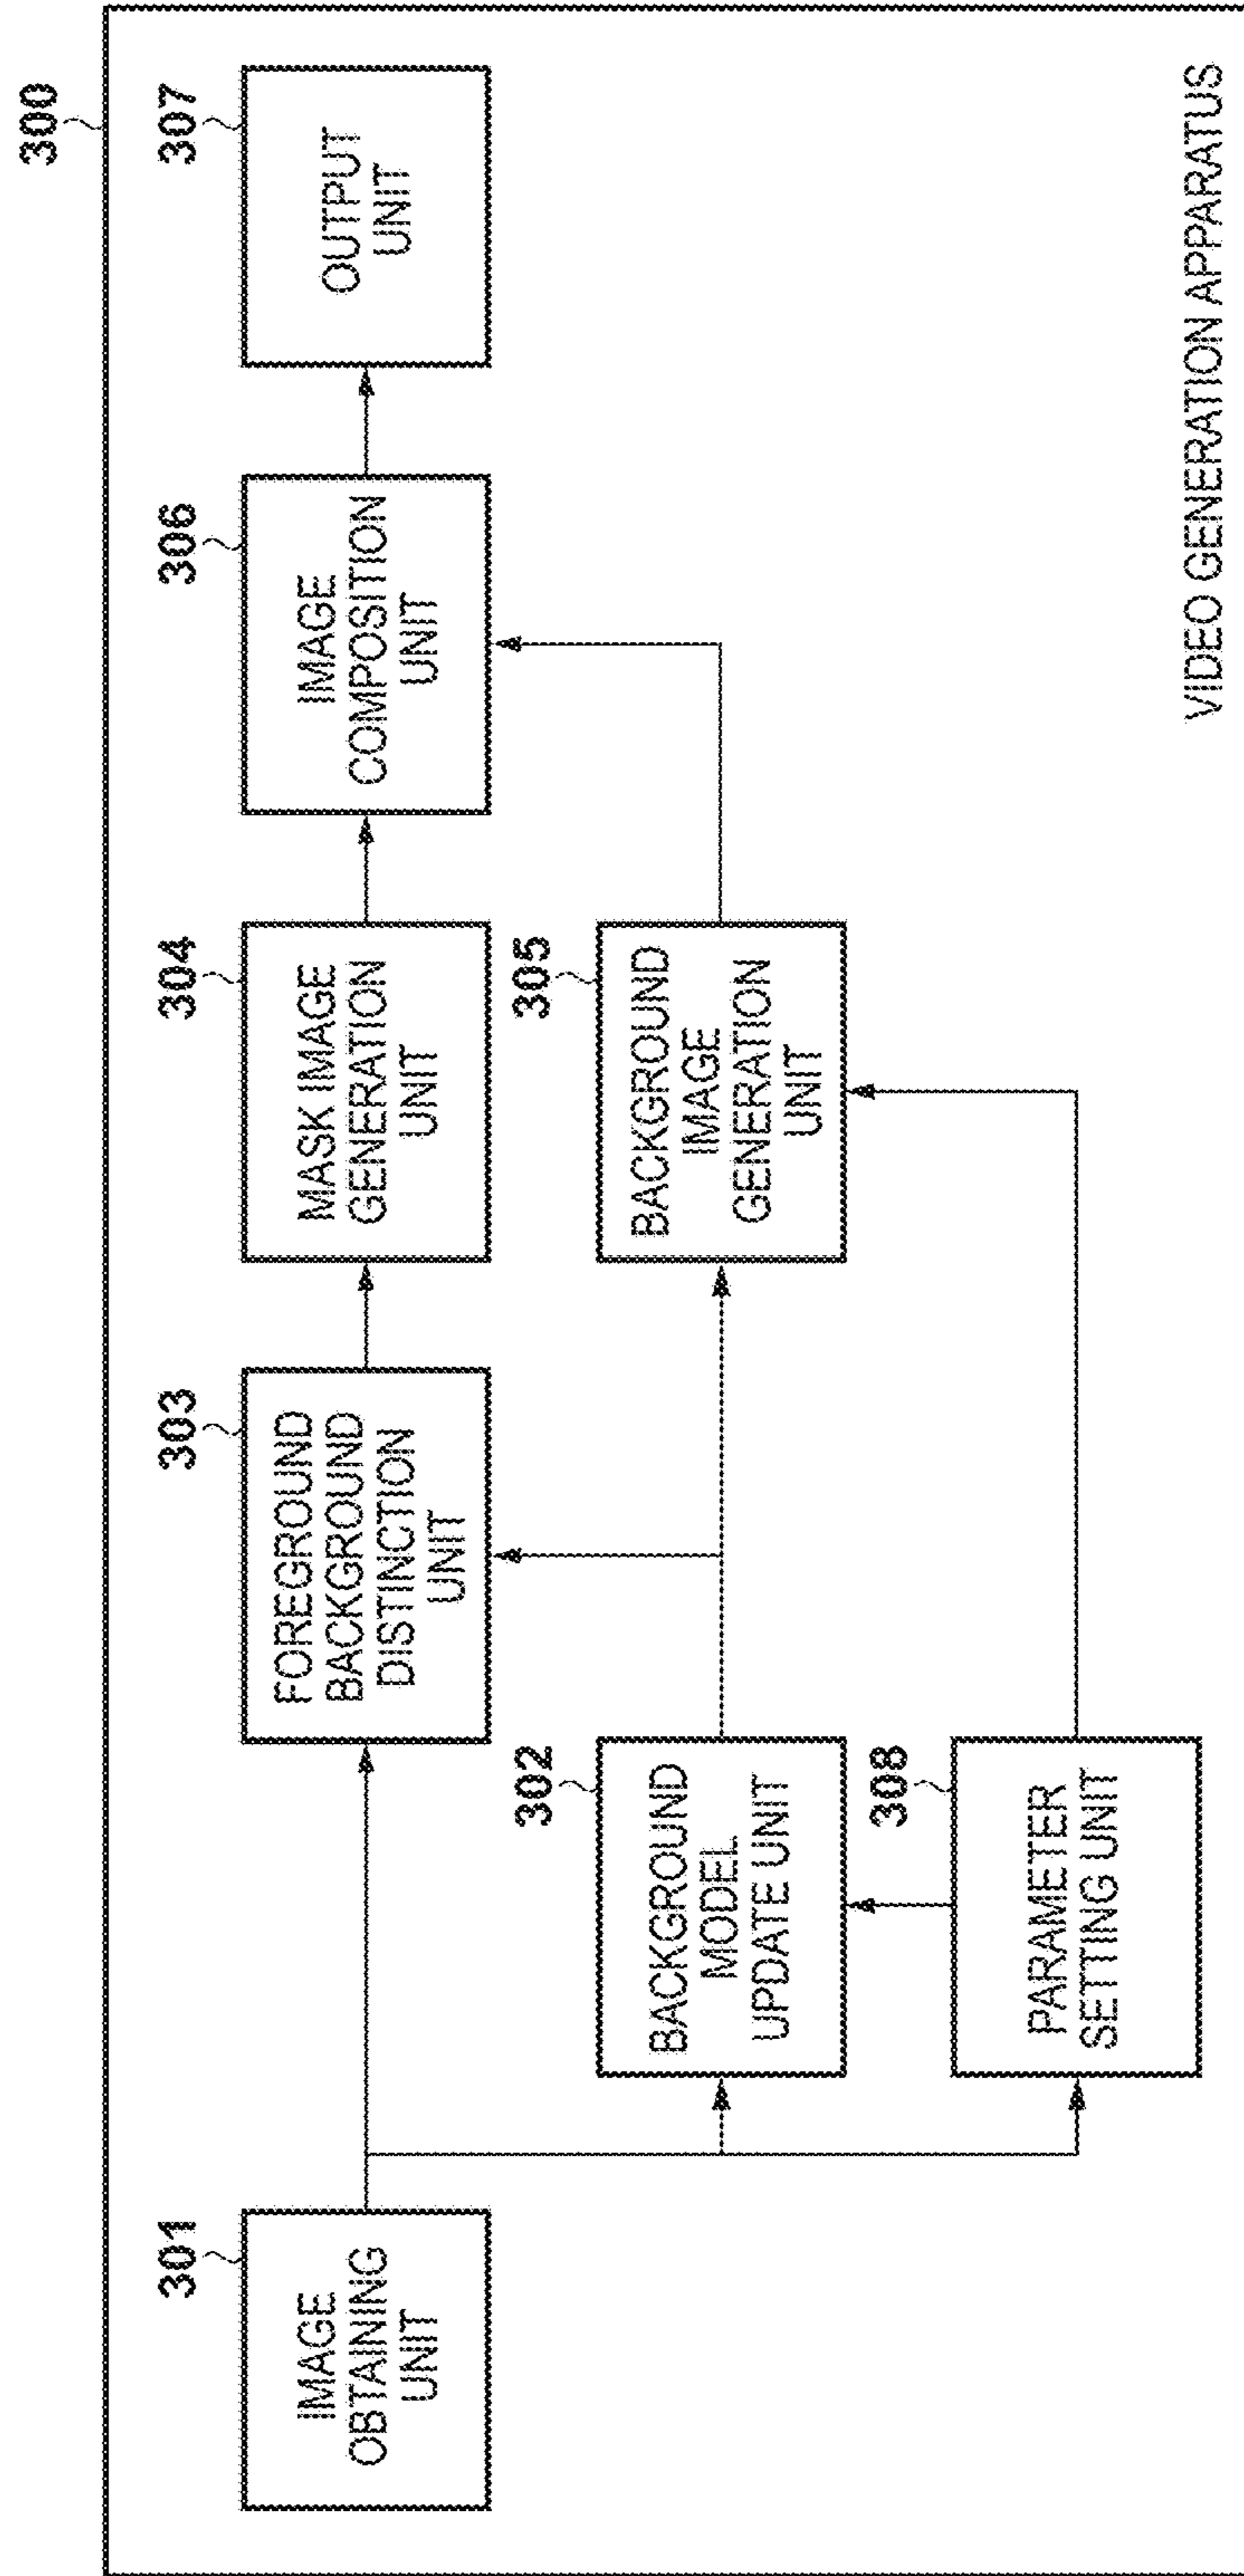 300
301
IMAGE
OBTAINING
UNIT
303
FOREGROUND
BACKGROUND
DISTINCTION
UNIT
304
MASK IMAGE
GENERATION
UNIT
306
IMAGE
COMPOSITION
UNIT
307
OUTPUT
UNIT
302
BACKGROUND
MODEL
UPDATE UNIT
305
BACKGROUND
IMAGE
GENERATION
UNIT
308
PARAMETER
SETTING UNIT
VIDEO GENERATION APPARATUS